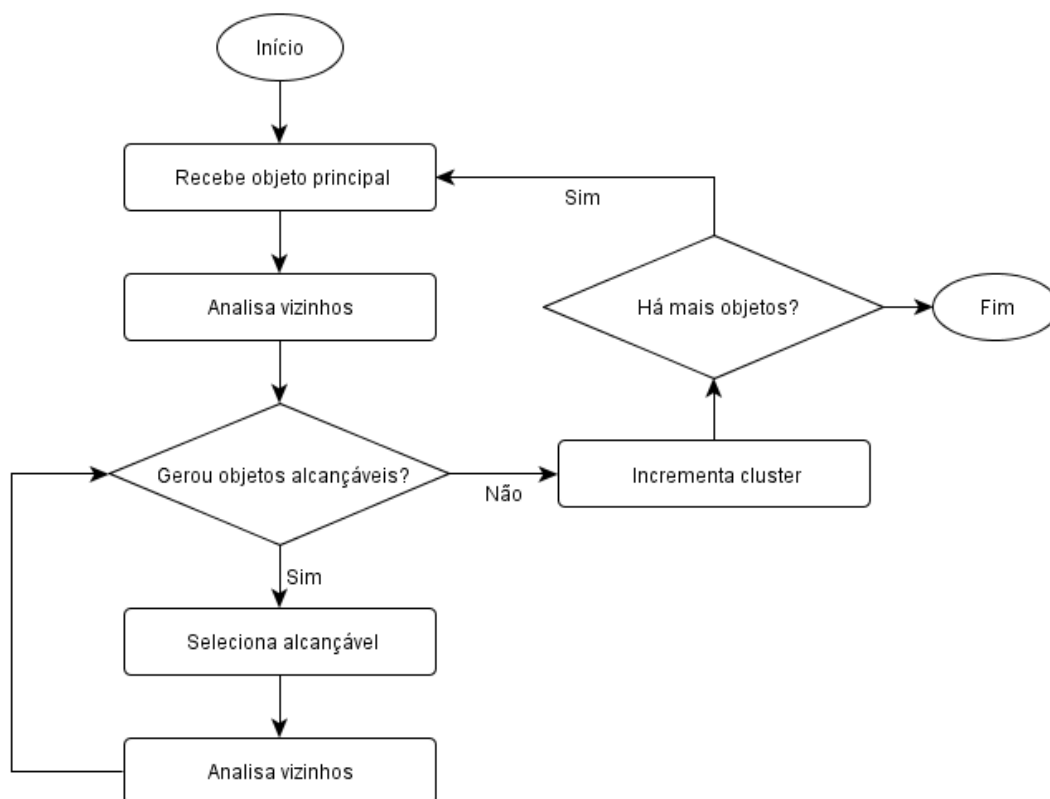 Início
Recebe objeto principal
Sim
Analisa vizinhos
Há mais objetos?
Fim
Gerou objetos alcançáveis?
Não
Incrementa cluster
Sim
Seleciona alcançável
Analisa vizinhos